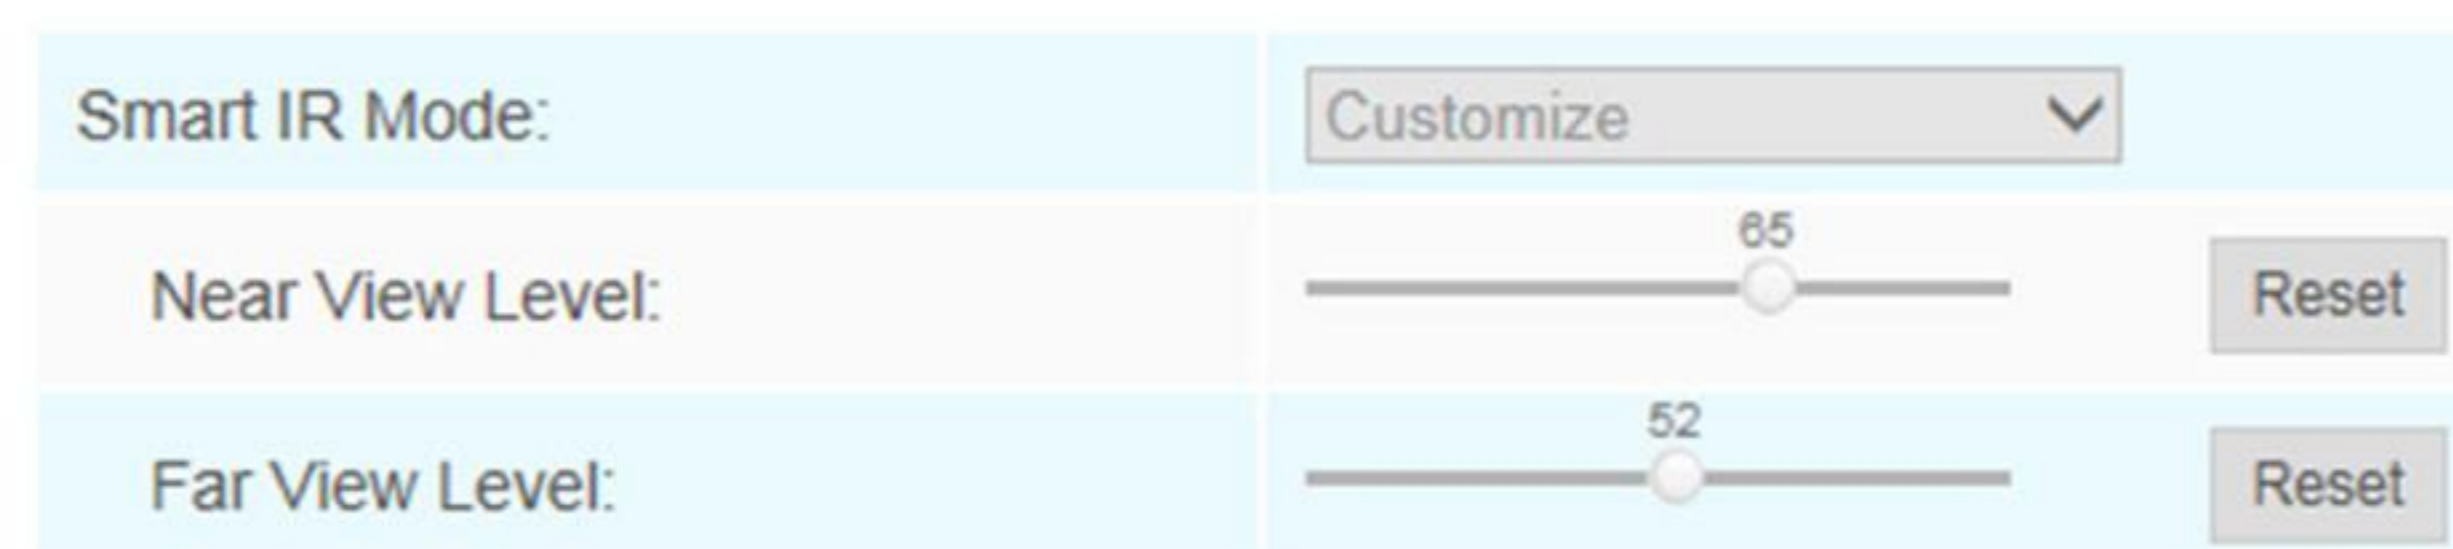 Smart IR Mode: Customize
65
Near View Level: Reset
52
Far View Level: Reset